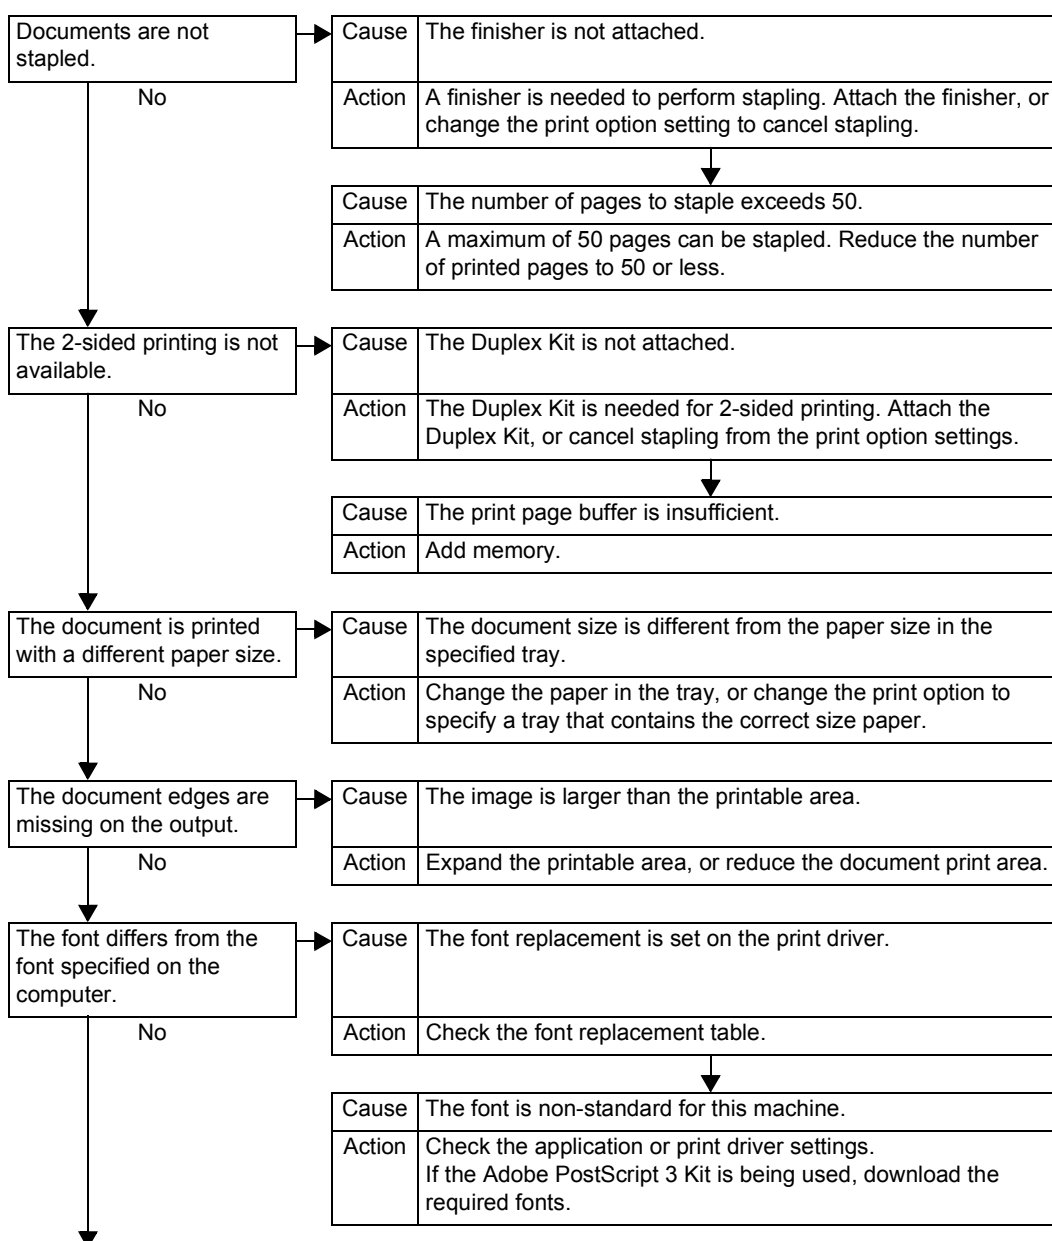 Documents are not
stapled.
Cause The finisher is not attached.
No
Action A finisher is needed to perform stapling. Attach the finisher, or
change the print option setting to cancel stapling.
Cause The number of pages to staple exceeds 50.
Action A maximum of 50 pages can be stapled. Reduce the number
of printed pages to 50 or less.
The 2-sided printing is not
available.
Cause The Duplex Kit is not attached.
No
Action The Duplex Kit is needed for 2-sided printing. Attach the
Duplex Kit, or cancel stapling from the print option settings.
Cause The print page buffer is insufficient.
Action Add memory.
The document is printed
with a different paper size.
Cause The document size is different from the paper size in the
specified tray.
No
Action Change the paper in the tray, or change the print option to
specify a tray that contains the correct size paper.
The document edges are
missing on the output.
Cause The image is larger than the printable area.
No
Action Expand the printable area, or reduce the document print area.
The font differs from the
font specified on the
computer.
Cause The font replacement is set on the print driver.
No
Action Check the font replacement table.
Cause The font is non-standard for this machine.
Action Check the application or print driver settings.
If the Adobe PostScript 3 Kit is being used, download the
required fonts.